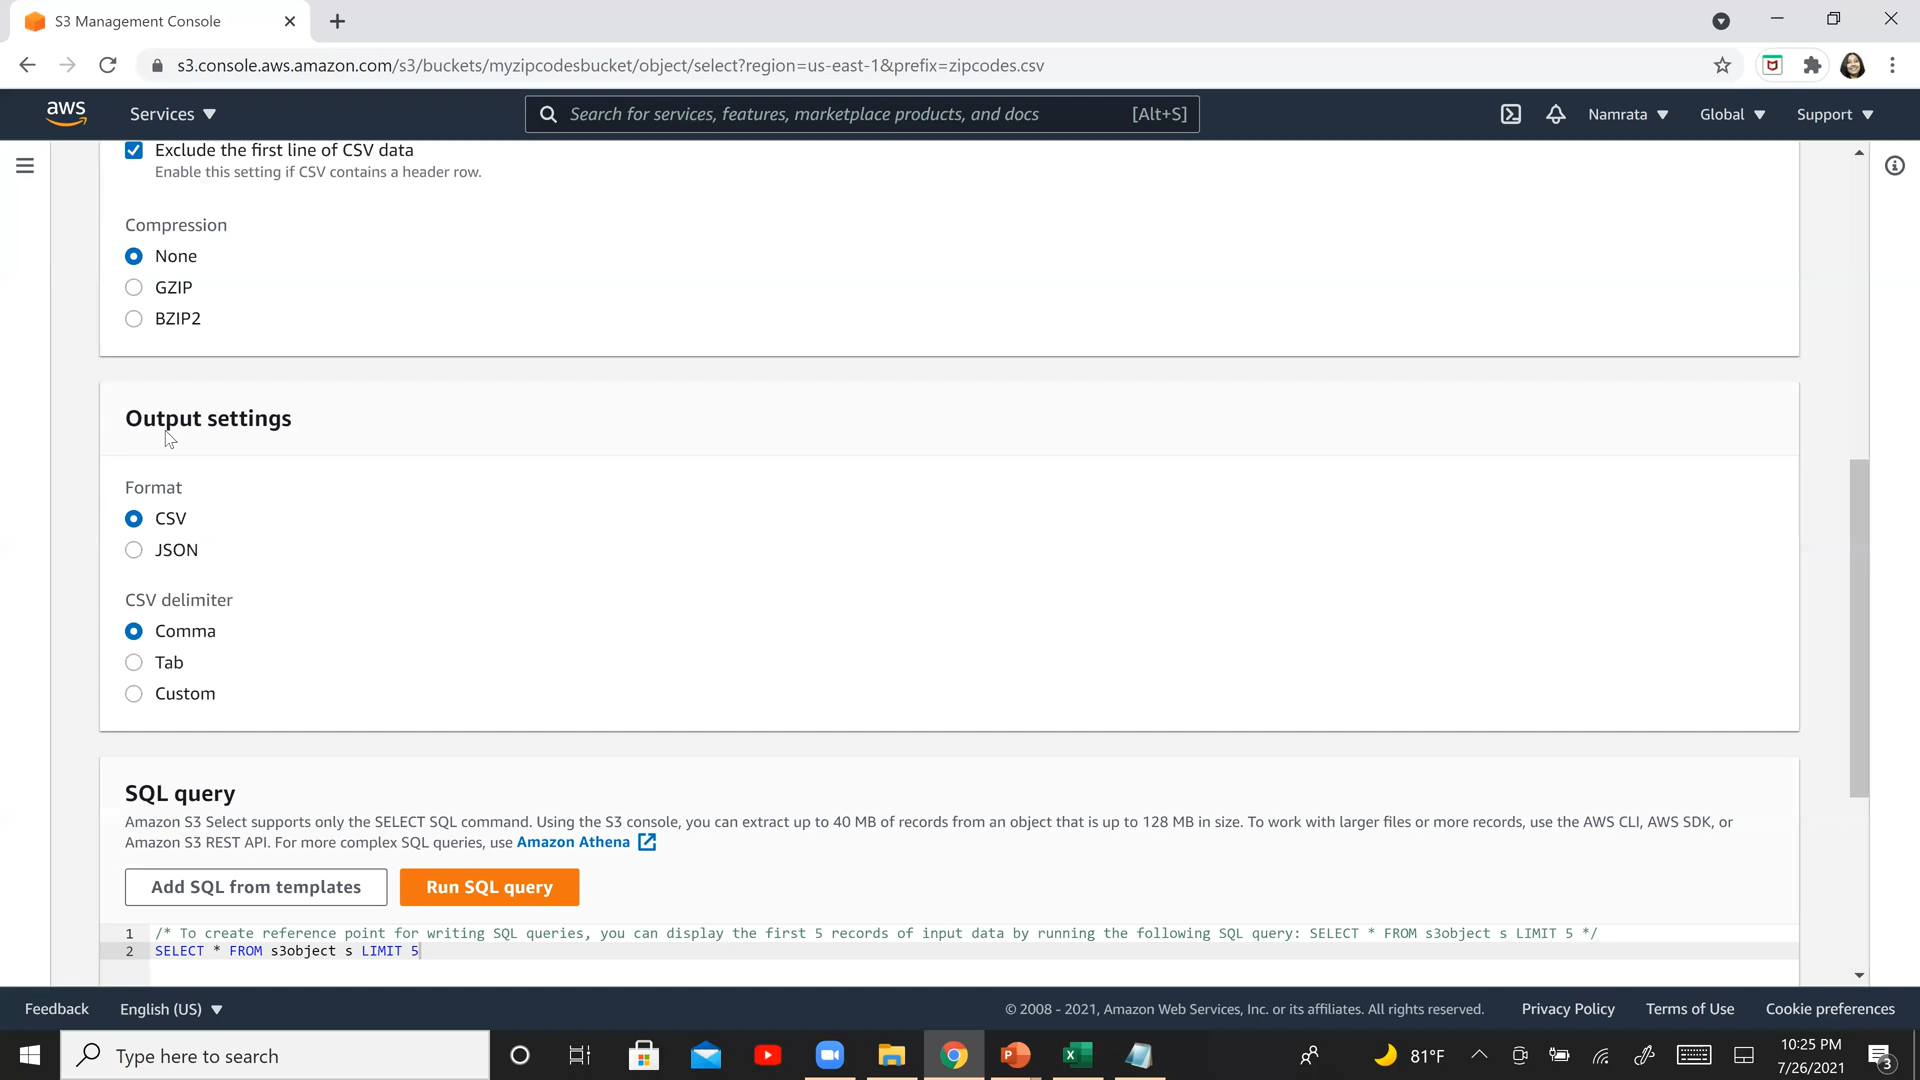 S3 Management Console
s3.console.aws.amazon.com/s3/buckets/myzipcodesbucket/object/select?region=us-east-1&prefix=zipcodes.csv
aws
Services
Search for services, features, marketplace products, and docs
[Alt+S]
Namrata
Global
Support
Exclude the first line of CSV data
Enable this setting if CSV contains a header row.
Compression
None
GZIP
BZIP2
Output settings
Format
CSV
JSON
CSV delimiter
Comma
Tab
Custom
SQL query
Amazon S3 Select supports only the SELECT SQL command. Using the S3 console, you can extract up to 40 MB of records from an object that is up to 128 MB in size. To work with larger files or more records, use the AWS CLI, AWS SDK, or
Amazon S3 REST API. For more complex SQL queries, use Amazon Athena
Add SQL from templates
Run SQL query
1 /* To create reference point for writing SQL queries, you can display the first 5 records of input data by running the following SQL query: SELECT * FROM s3object s LIMIT 5 */
2 SELECT * FROM s3object s LIMIT 5
Feedback
English (US)
© 2008 - 2021, Amazon Web Services, Inc. or its affiliates. All rights reserved.
Privacy Policy
Terms of Use
Cookie preferences
Type here to search
81°F
10:25 PM
7/26/2021
3